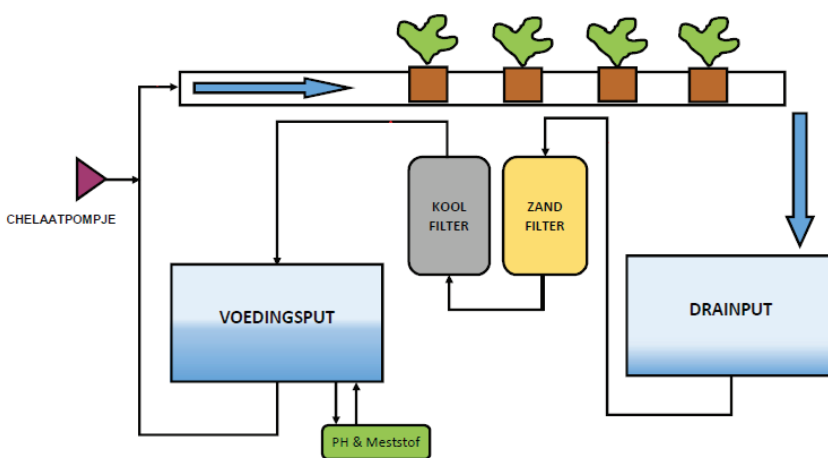 CHELAATPOMPJE
KOOL
FILTER
ZAND
FILTER
VOEDINGSPUT
DRAINPUT
PH & Meststof